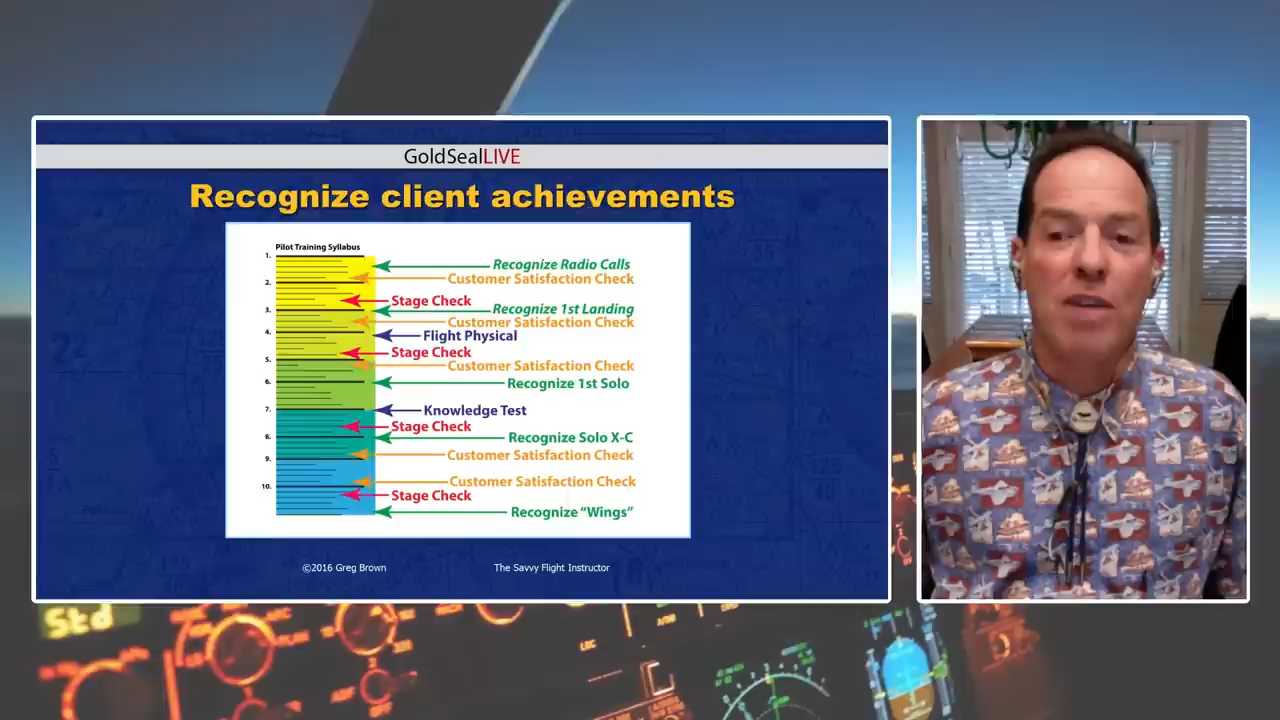 GoldSealLIVE
Recognize client achievements
Pilot Training Syllabus
1.
Recognize Radio Calls
Customer Satisfaction Check
2.
Stage Check
3.
Recognize 1st Landing
Customer Satisfaction Check
4.
Flight Physical
Stage Check
5.
Customer Satisfaction Check
6.
Recognize 1st Solo
7.
Knowledge Test
Stage Check
8.
Recognize Solo X-C
9.
Customer Satisfaction Check
Customer Satisfaction Check
10.
Stage Check
Recognize “Wings”
©2016 Greg Brown
The Savvy Flight Instructor
Std